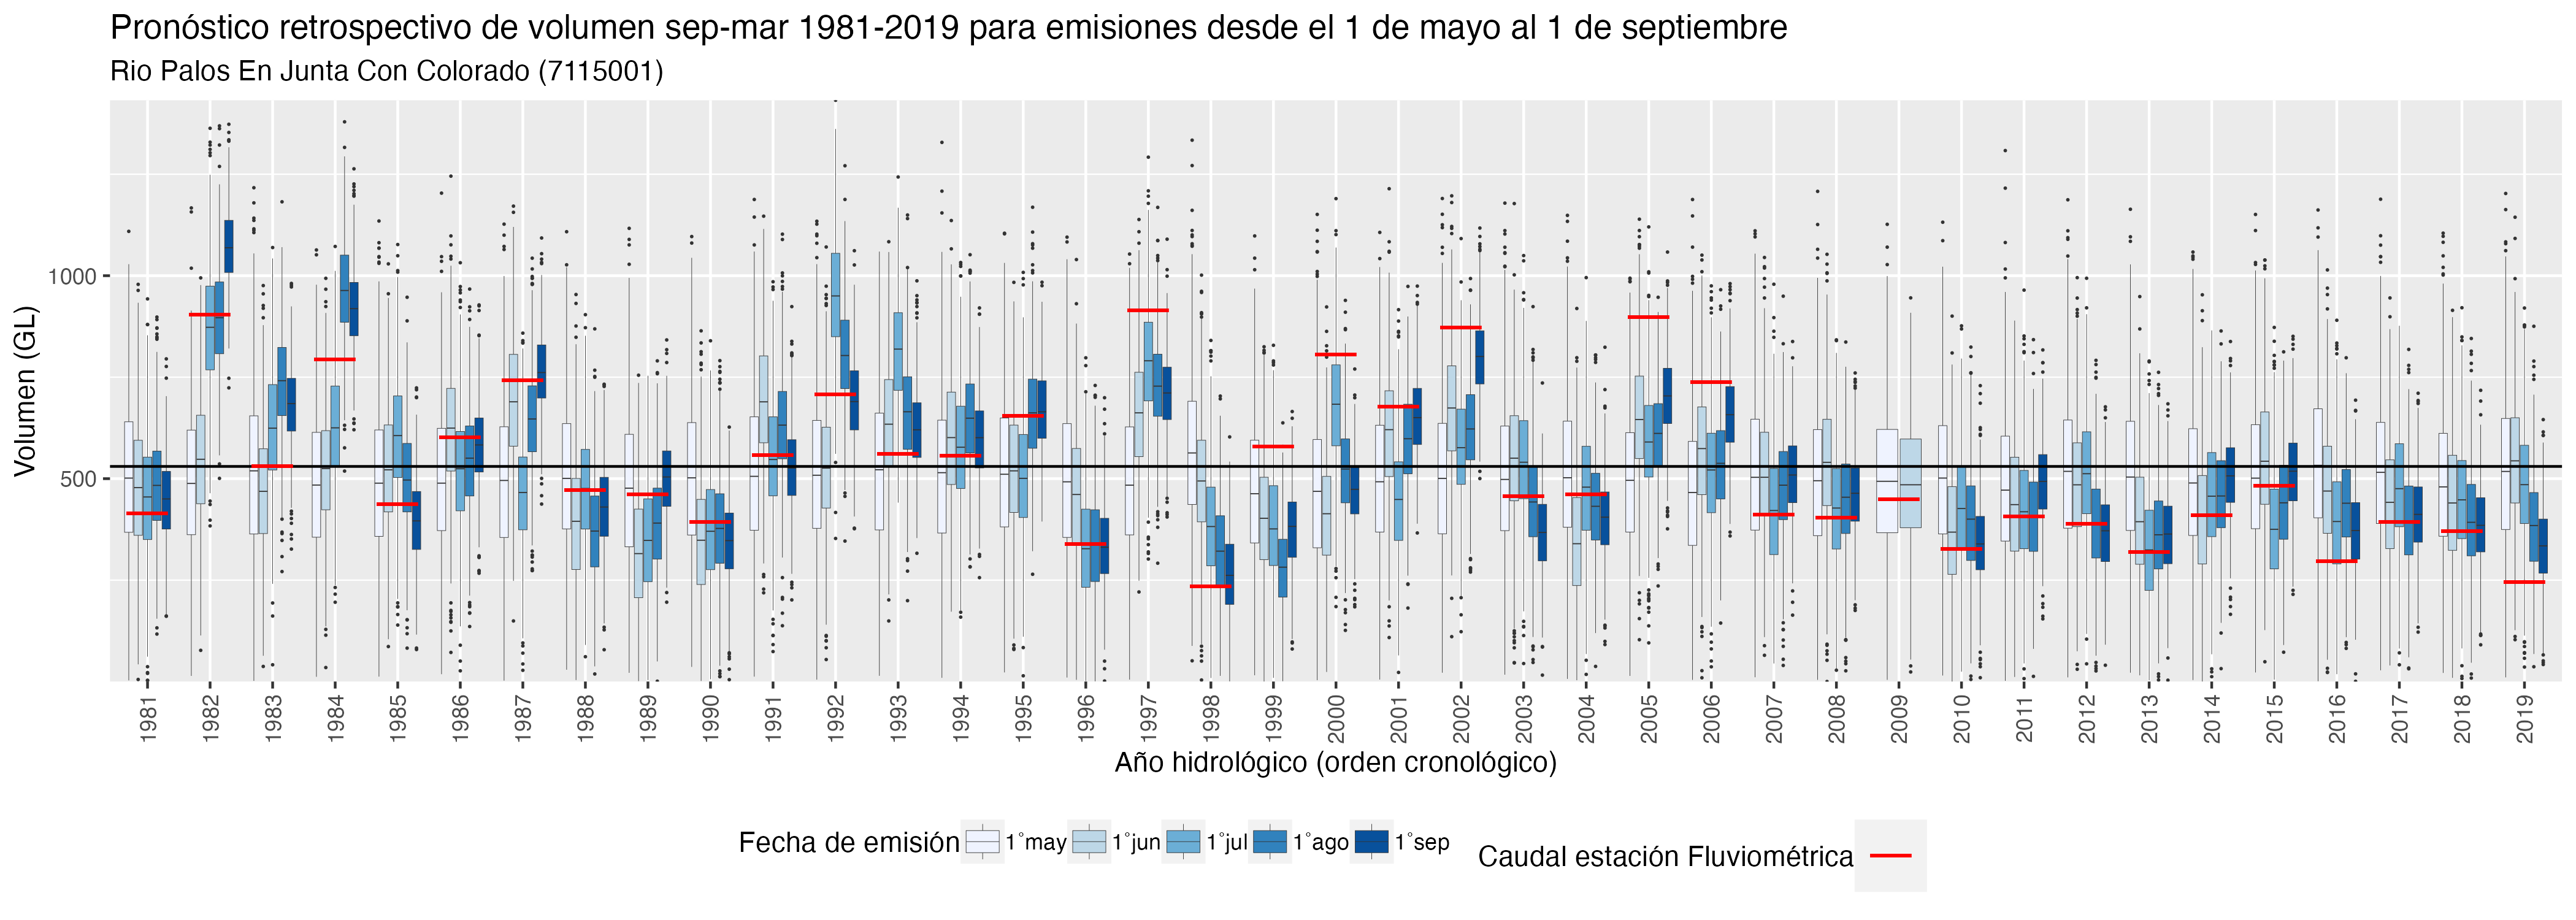 Pronóstico retrospectivo de volumen sep-mar 1981-2019 para emisiones desde el 1 de mayo al 1 de septiembre
Rio Palos En Junta Con Colorado (7115001)
Volumen (GL)
1000
500
1981 1982 1983 1984 1985 1986 1987 1988 1989 1990 1991 1992 1993 1994 1995 1996 1997 1998 1999 2000 2001 2002 2003 2004 2005 2006 2007 2008 2009 2010 2011 2012 2013 2014 2015 2016 2017 2018 2019
Año hidrológico (orden cronológico)
Fecha de emisión 1°may 1°jun 1°jul 1°ago 1°sep Caudal estación Fluviométrica